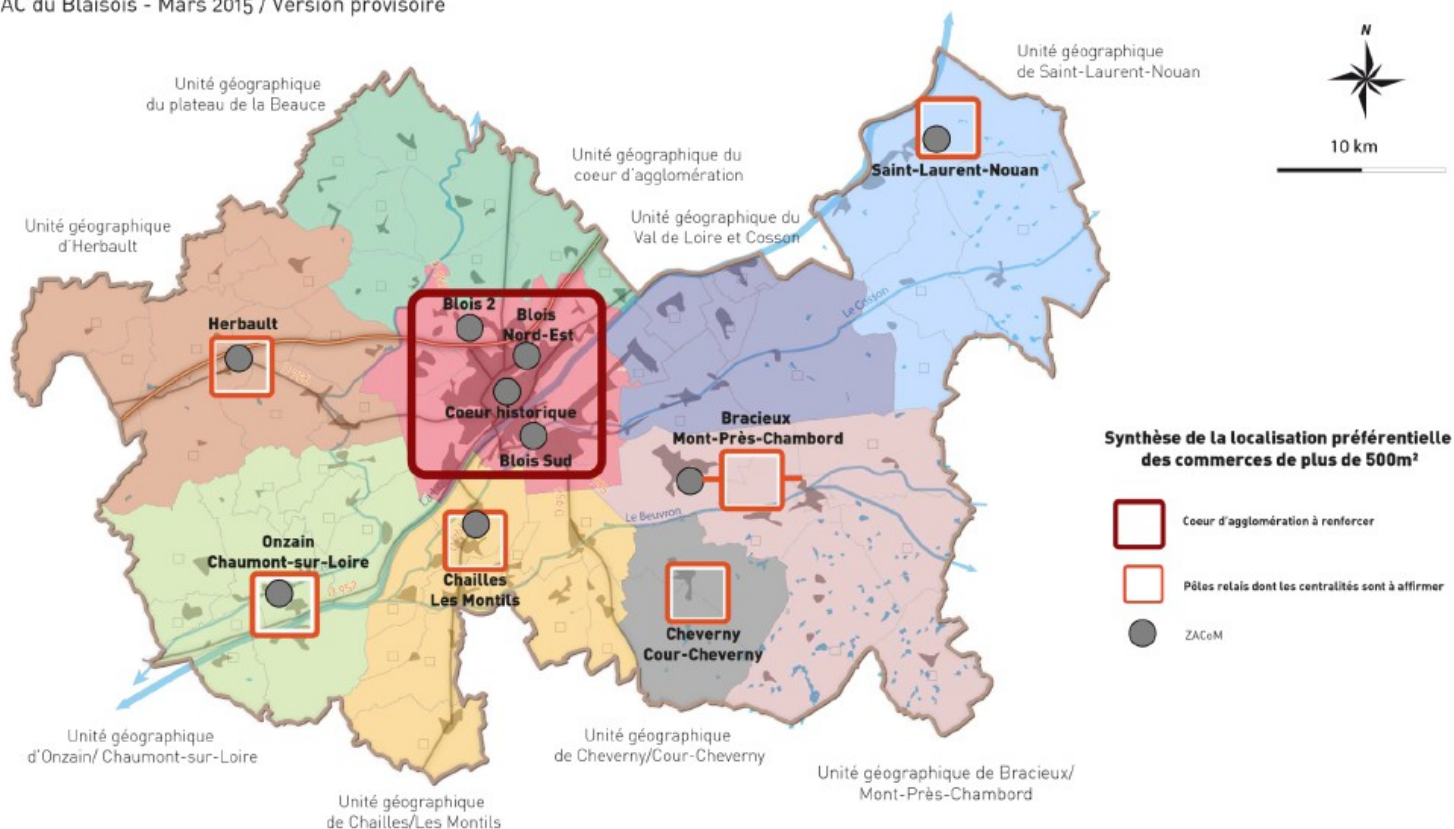 AC du Blaisois - Mars 2015 / Version provisoire
Unité géographique
du plateau de la Beauce
Unité géographique
de Saint-Laurent-Nouan
N
10 km
Unité géographique du
coeur d'agglomération
Saint-Laurent-Nouan
Unité géographique
d'Herbault
Unité géographique du
Val de Loire et Cosson
Le Cosson
Herbault
Blois 2
Blois
Nord-Est
Coeur historique
Blois Sud
Bracieux
Mont-Près-Chambord
Le Beuvron
Onzain
Chaumont-sur-Loire
D 952
Chailles
Les Montils
Cheverny
Cour-Cheverny
Synthèse de la localisation préférentielle
des commerces de plus de 500m²
Coeur d'agglomération à renforcer
Pôles relais dont les centralités sont à affirmer
ZACoM
Unité géographique
d'Onzain/ Chaumont-sur-Loire
Unité géographique
de Chailles/Les Montils
Unité géographique
de Cheverny/Cour-Cheverny
Unité géographique de Bracieux/
Mont-Près-Chambord